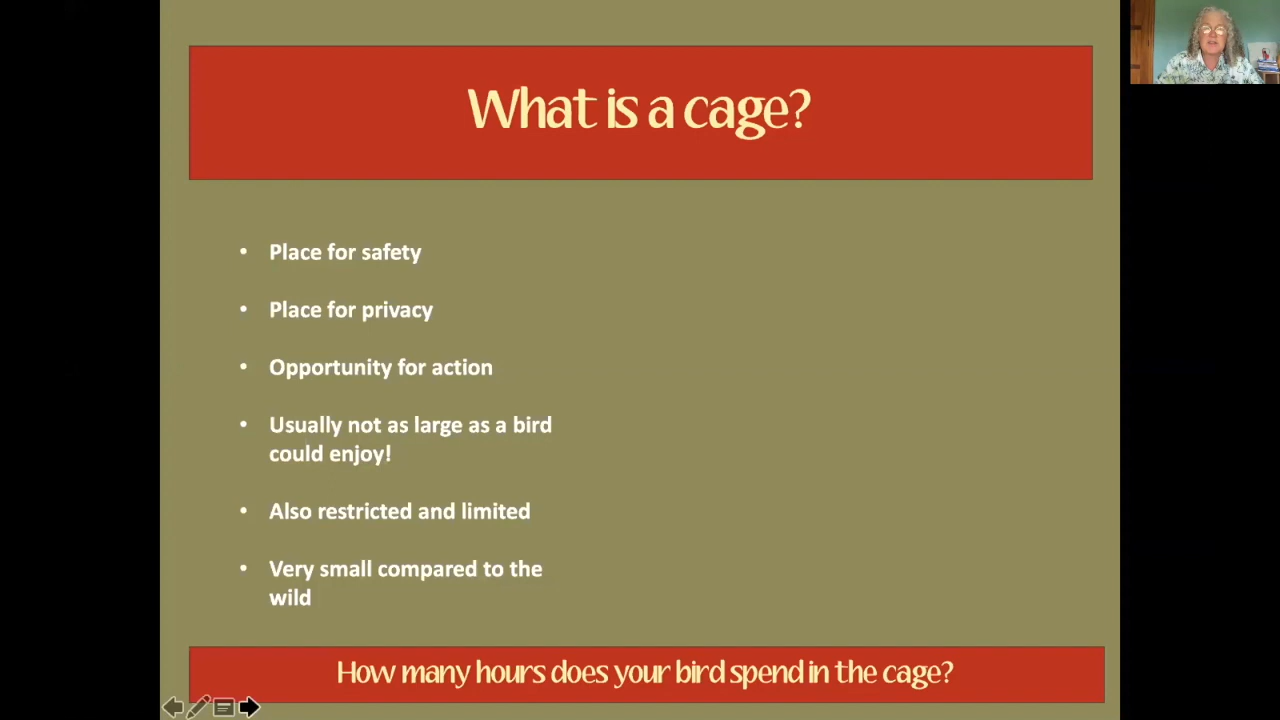 What is a cage?
• Place for safety
• Place for privacy
• Opportunity for action
• Usually not as large as a bird
could enjoy!
• Also restricted and limited
• Very small compared to the
wild
How many hours does your bird spend in the cage?